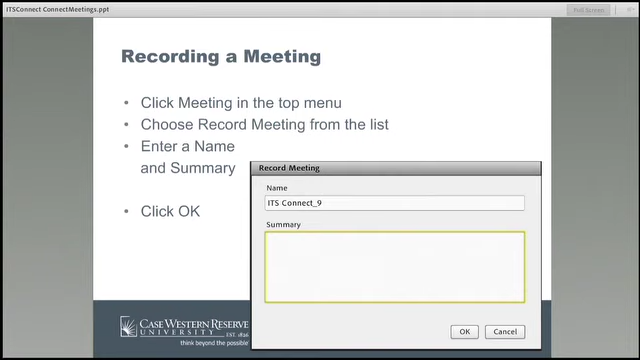 ITSConnect ConnectMeetings.ppt
Full Screen
Recording a Meeting
• Click Meeting in the top menu
• Choose Record Meeting from the list
• Enter a Name
and Summary
• Click OK
Record Meeting
Name
ITS Connect_9
Summary
OK
Cancel
CASE WESTERN RESERVE
UNIVERSITY EST. 1826
think beyond the possible